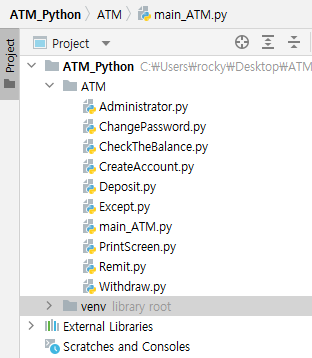 ATM_Python > ATM > main_ATM.py
Project
Project
ATM_Python C:₩Users₩rocky₩Desktop₩ATM
ATM
Administrator.py
ChangePassword.py
CheckTheBalance.py
CreateAccount.py
Deposit.py
Except.py
main_ATM.py
PrintScreen.py
Remit.py
Withdraw.py
venv library root
External Libraries
Scratches and Consoles